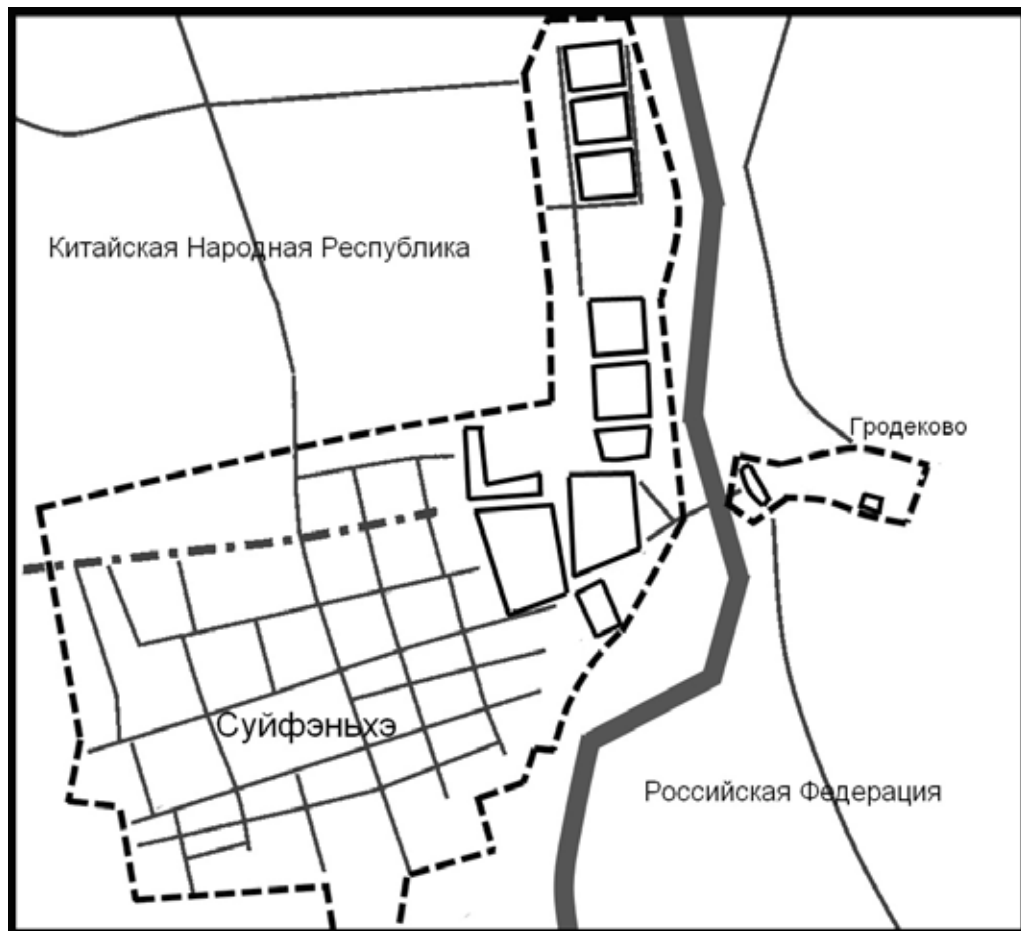 Китайская Народная Республика
Гродеково
Суйфэньхэ
Российская Федерация